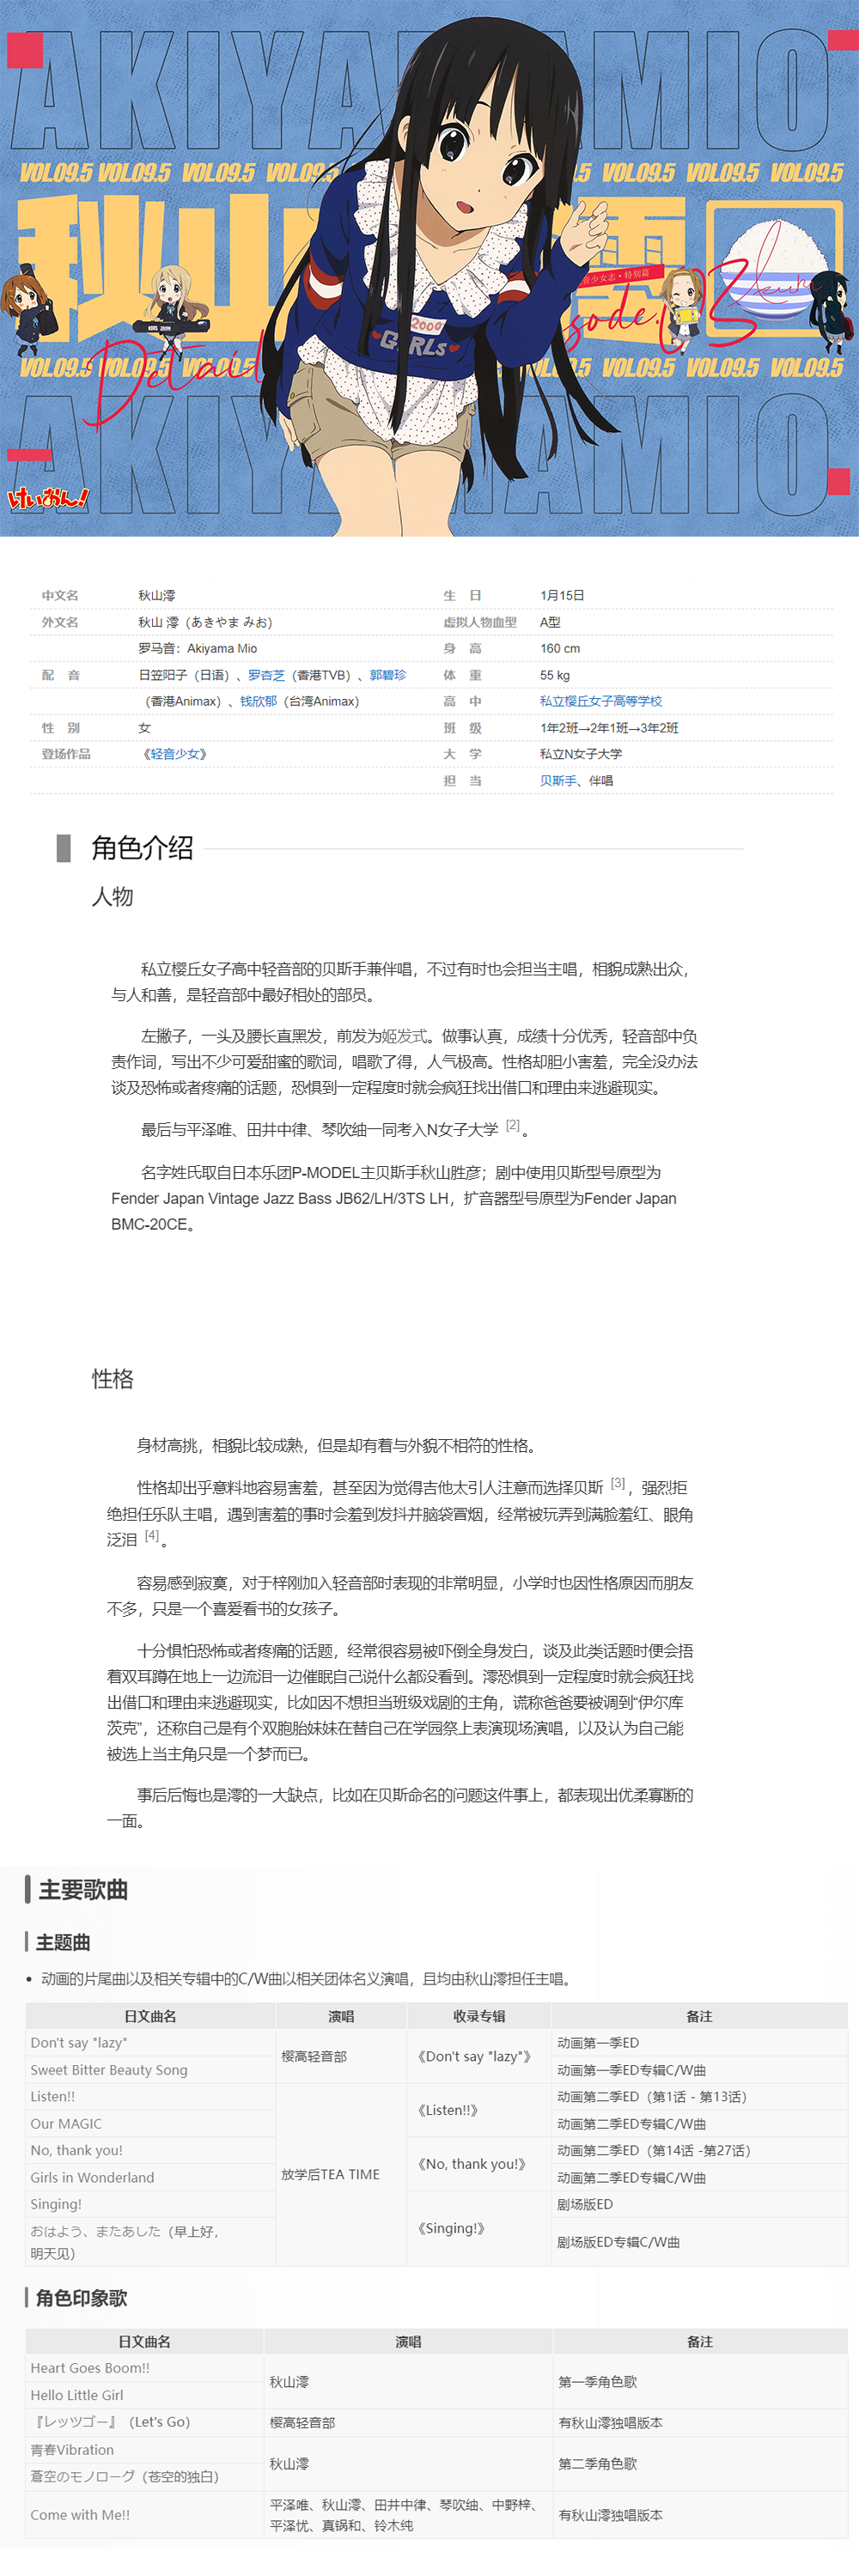 AKIYAMAMIO
VOL09.5 VOL09.5 VOL09.5 VOL09.5 VOL09.5 VOL09.5 VOL09.5 VOL09.5
秋山 澪
音少女志·特别篇
Detail
sode.03
VOL09.5 VOL09.5 VOL09.5 VOL09.5 VOL09.5 VOL09.5 VOL09.5
2000
GIRLS
AKIYAMAMIO
けいおん!
中文名 秋山澪 生 日 1月15日
外文名 秋山 澪（あきやま みお） 虚拟人物血型 A型
罗马音：Akiyama Mio 身 高 160 cm
配 音 日笠阳子（日语）、罗杏芝（香港TVB）、郭碧珍 体 重 55 kg
（香港Animax）、钱欣郁（台湾Animax） 高 中 私立樱丘女子高等学校
性 别 女 班 级 1年2班→2年1班→3年2班
登场作品 《轻音少女》 大 学 私立N女子大学
担 当 贝斯手、伴唱
角色介绍
人物
私立樱丘女子高中轻音部的贝斯手兼伴唱，不过有时也会担当主唱，相貌成熟出众，
与人和善，是轻音部中最好相处的部员。
左撇子，一头及腰长直黑发，前发为姬发式。做事认真，成绩十分优秀，轻音部中负
责作词，写出不少可爱甜蜜的歌词，唱歌了得，人气极高。性格却胆小害羞，完全没办法
谈及恐怖或者疼痛的话题，恐惧到一定程度时就会疯狂找出借口和理由来逃避现实。
最后与平泽唯、田井中律、琴吹䌷一同考入N女子大学 [2]。
名字姓氏取自日本乐团P-MODEL主贝斯手秋山胜彦；剧中使用贝斯型号原型为
Fender Japan Vintage Jazz Bass JB62/LH/3TS LH，扩音器型号原型为Fender Japan
BMC-20CE。
性格
身材高挑，相貌比较成熟，但是却有着与外貌不相符的性格。
性格却出乎意料地容易害羞，甚至因为觉得吉他太引人注意而选择贝斯 [3]，强烈拒
绝担任乐队主唱，遇到害羞的事时会羞到发抖并脑袋冒烟，经常被玩弄到满脸羞红、眼角
泛泪 [4]。
容易感到寂寞，对于梓刚加入轻音部时表现的非常明显，小学时也因性格原因而朋友
不多，只是一个喜爱看书的女孩子。
十分惧怕恐怖或者疼痛的话题，经常很容易被吓倒全身发白，谈及此类话题时便会捂
着双耳蹲在地上一边流泪一边催眠自己说什么都没看到。澪恐惧到一定程度时就会疯狂找
出借口和理由来逃避现实，比如因不想担当班级戏剧的主角，谎称爸爸要被调到“伊尔库
茨克”，还称自己是有个双胞胎妹妹在替自己在学园祭上表演现场演唱，以及认为自己能
被选上当主角只是一个梦而已。
事后后悔也是澪的一大缺点，比如在贝斯命名的问题这件事上，都表现出优柔寡断的
一面。
主要歌曲
主题曲
• 动画的片尾曲以及相关专辑中的C/W曲以相关团体名义演唱，且均由秋山澪担任主唱。
日文曲名 演唱 收录专辑 备注
Don't say "lazy" 樱高轻音部 《Don't say "lazy"》 动画第一季ED
Sweet Bitter Beauty Song 动画第一季ED专辑C/W曲
Listen!! 放学后TEA TIME 《Listen!!》 动画第二季ED（第1话 - 第13话）
Our MAGIC 动画第二季ED专辑C/W曲
No, thank you! 《No, thank you!》 动画第二季ED（第14话 -第27话）
Girls in Wonderland 动画第二季ED专辑C/W曲
Singing! 《Singing!》 剧场版ED
おはよう、またあした（早上好，
明天见） 剧场版ED专辑C/W曲
角色印象歌
日文曲名 演唱 备注
Heart Goes Boom!! 秋山澪 第一季角色歌
Hello Little Girl
『レッツゴー』（Let's Go） 樱高轻音部 有秋山澪独唱版本
青春Vibration 秋山澪 第二季角色歌
蒼空のモノローグ（苍空的独白）
Come with Me!! 平泽唯、秋山澪、田井中律、琴吹䌷、中野梓、
平泽忧、真锅和、铃木纯 有秋山澪独唱版本